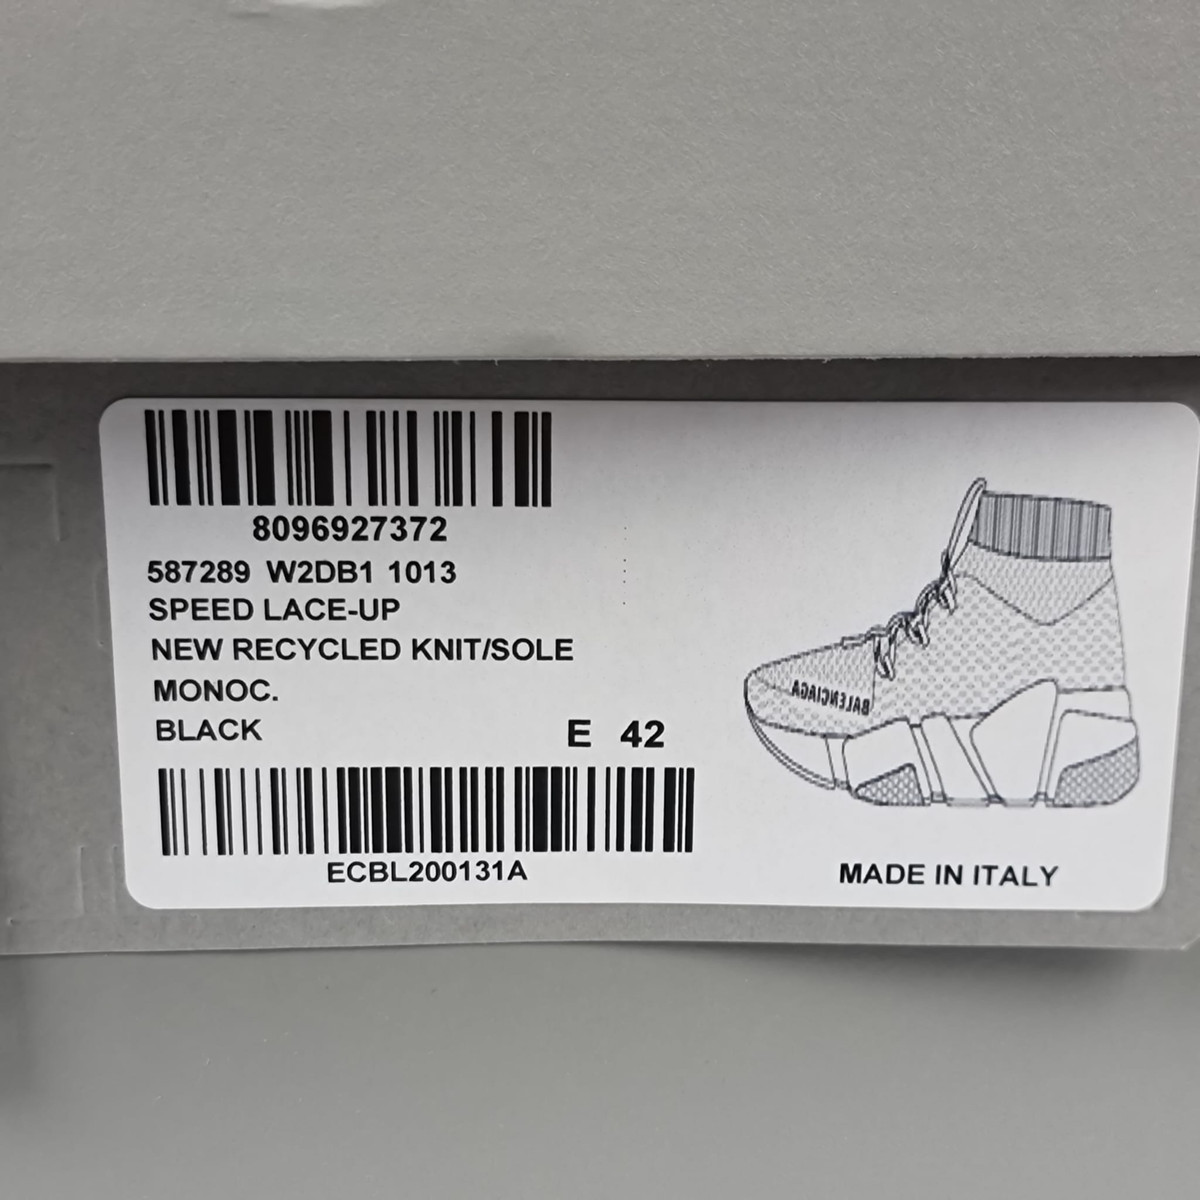 8096927372
587289 W2DB1 1013
SPEED LACE-UP
NEW RECYCLED KNIT/SOLE
MONOC.
BLACK E 42
ECBL200131A
BALENCIAGA
MADE IN ITALY